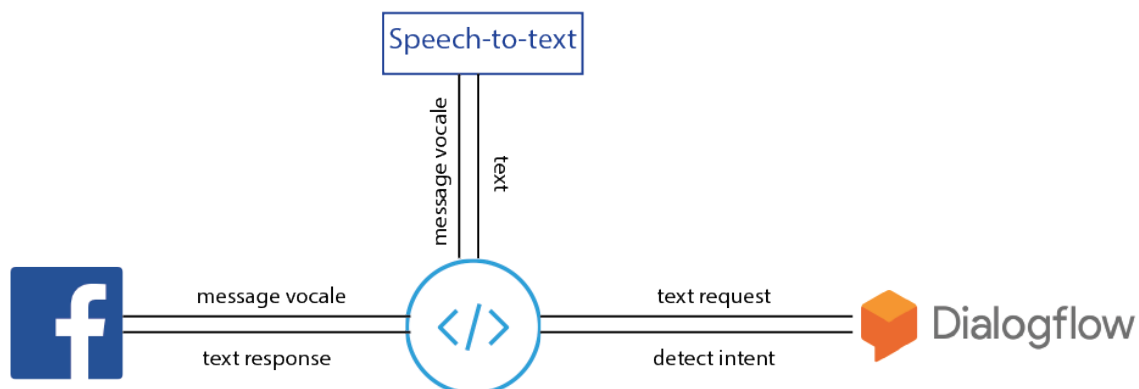 Speech-to-text
message vocale
text
message vocale
text response
</>
text request
detect intent
Dialogflow